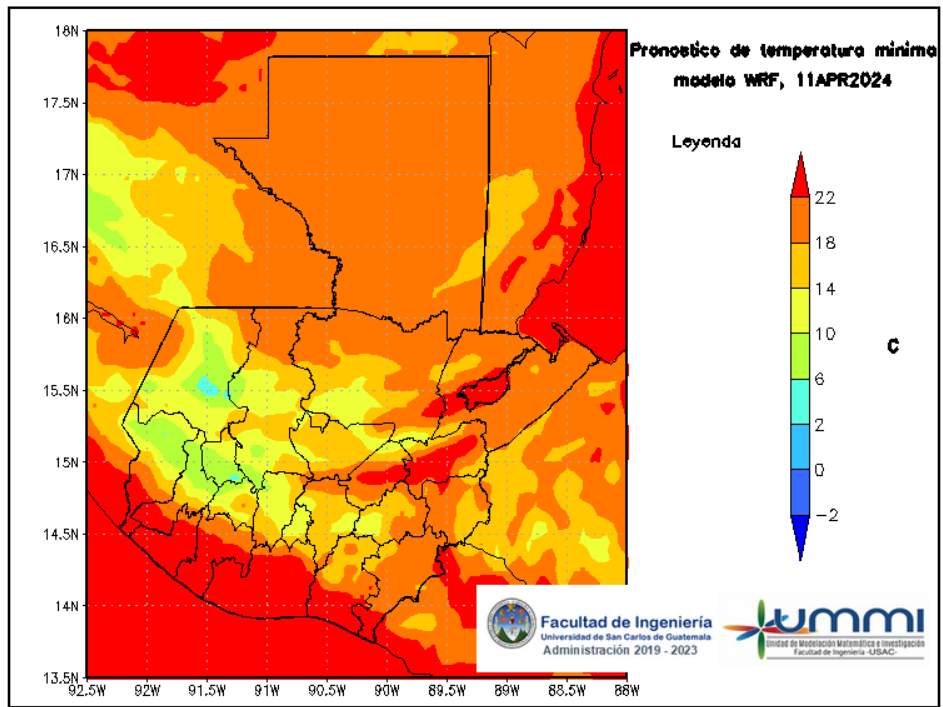 Pronostico de temperatura minima
modelo WRF, 11APR2024
Leyenda
22
18
14
10
6
2
0
−2
C
18N
17.5N
17N
16.5N
16N
15.5N
15N
14.5N
14N
13.5N
92.5W
92W
91.5W
91W
90.5W
90W
89.5W
89W
88.5W
88W
Facultad de Ingeniería
Universidad de San Carlos de Guatemala
Administración 2019 - 2023
ummi
Unidad de Modelación Matemática e Investigación
Facultad de Ingeniería -USAC-